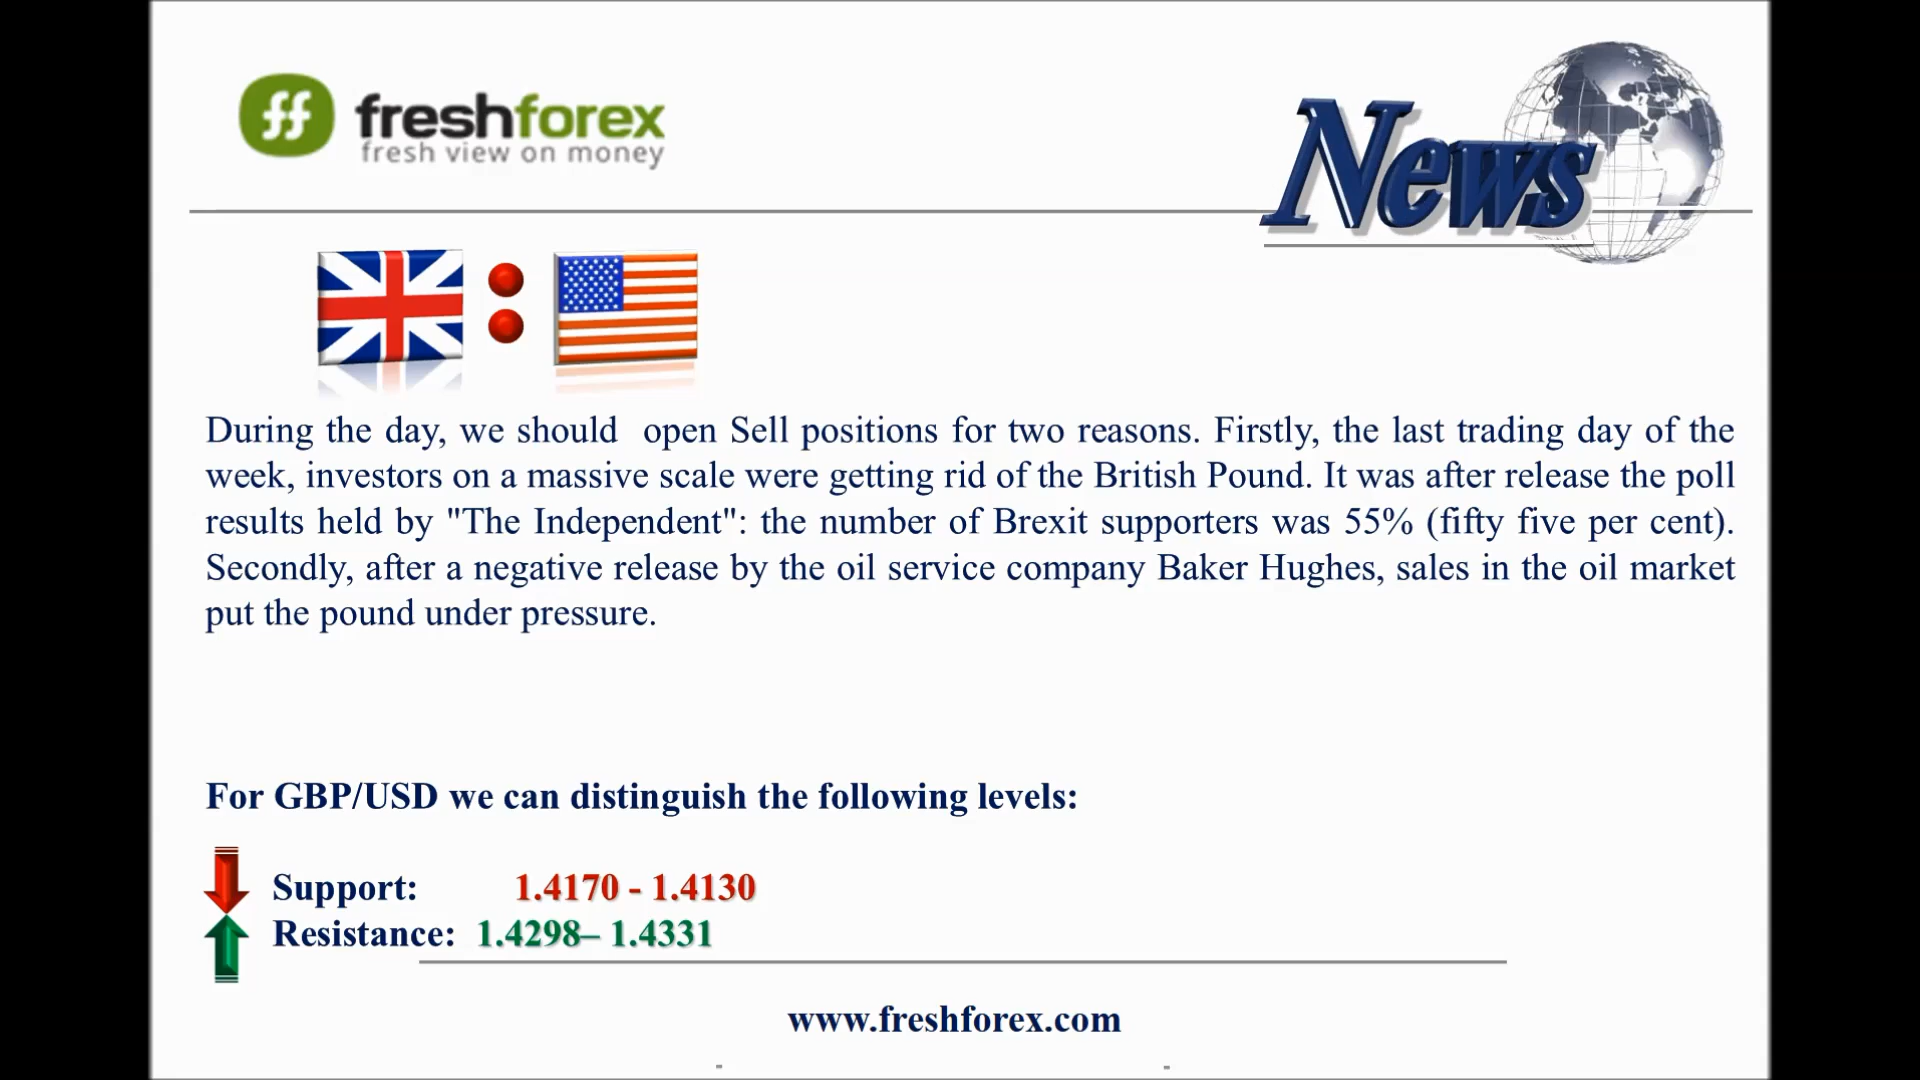 ff freshforex
fresh view on money
News
During the day, we should open Sell positions for two reasons. Firstly, the last trading day of the
week, investors on a massive scale were getting rid of the British Pound. It was after release the poll
results held by "The Independent": the number of Brexit supporters was 55% (fifty five per cent).
Secondly, after a negative release by the oil service company Baker Hughes, sales in the oil market
put the pound under pressure.
For GBP/USD we can distinguish the following levels:
Support: 1.4170 - 1.4130
Resistance: 1.4298– 1.4331
www.freshforex.com
- -